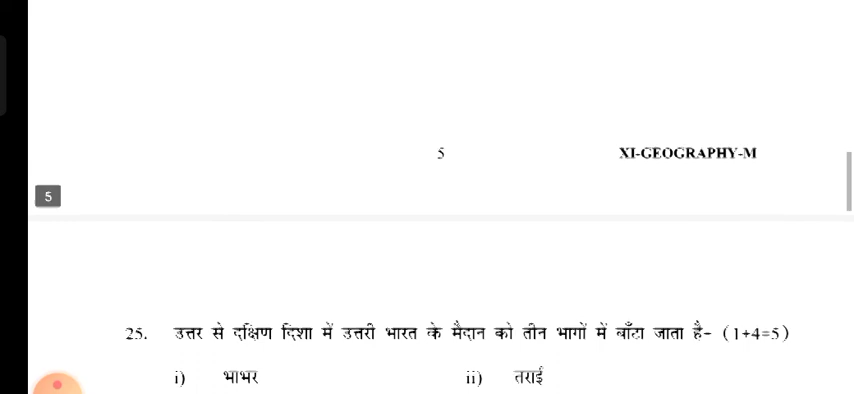 5 XI-GEOGRAPHY-M
5
25. उत्तर से दक्षिण दिशा में उत्तरी भारत के मैदान को तीन भागों में बाँटा जाता है- (1+4=5)
i) भाभर ii) तराई